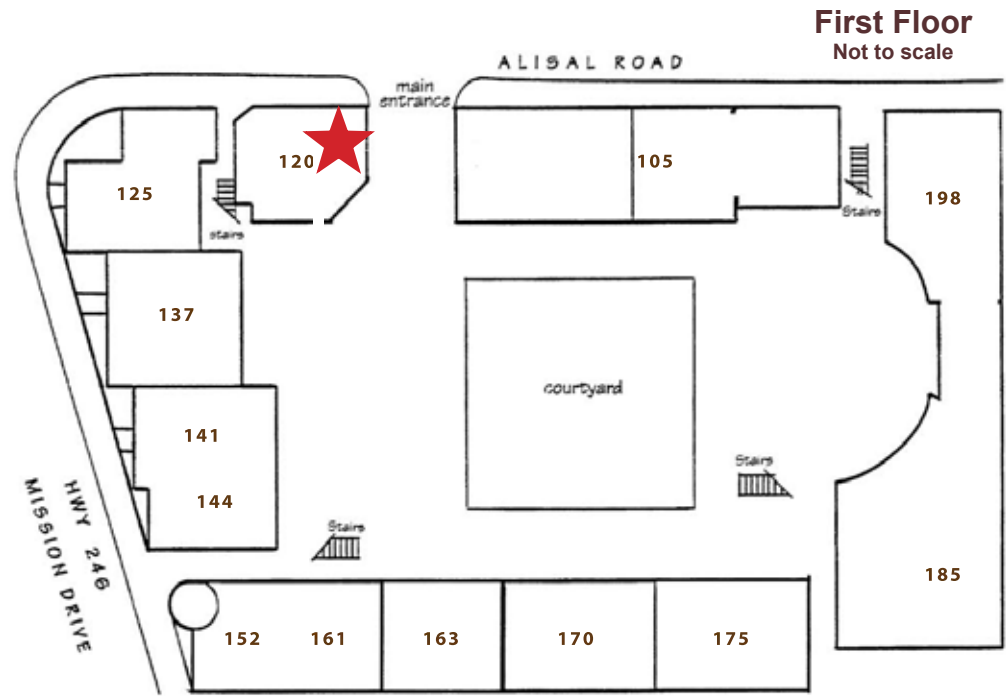 First Floor
Not to scale
ALISAL ROAD
main
entrance
120
105
125
198
Stairs
stairs
137
courtyard
141
Stairs
144
HWY 246
MISSION DRIVE
Stairs
185
152
161
163
170
175